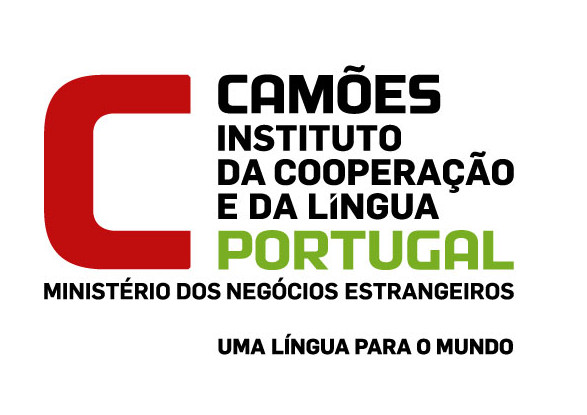 CAMÕES
INSTITUTO
DA COOPERAÇÃO
E DA LÍNGUA
PORTUGAL
MINISTÉRIO DOS NEGÓCIOS ESTRANGEIROS
UMA LÍNGUA PARA O MUNDO